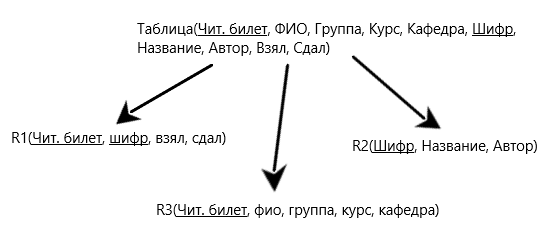 Таблица(Чит. билет, ФИО, Группа, Курс, Кафедра, Шифр,
Название, Автор, Взял, Сдал)
R1(Чит. билет, шифр, взял, сдал)
R2(Шифр, Название, Автор)
R3(Чит. билет, фио, группа, курс, кафедра)